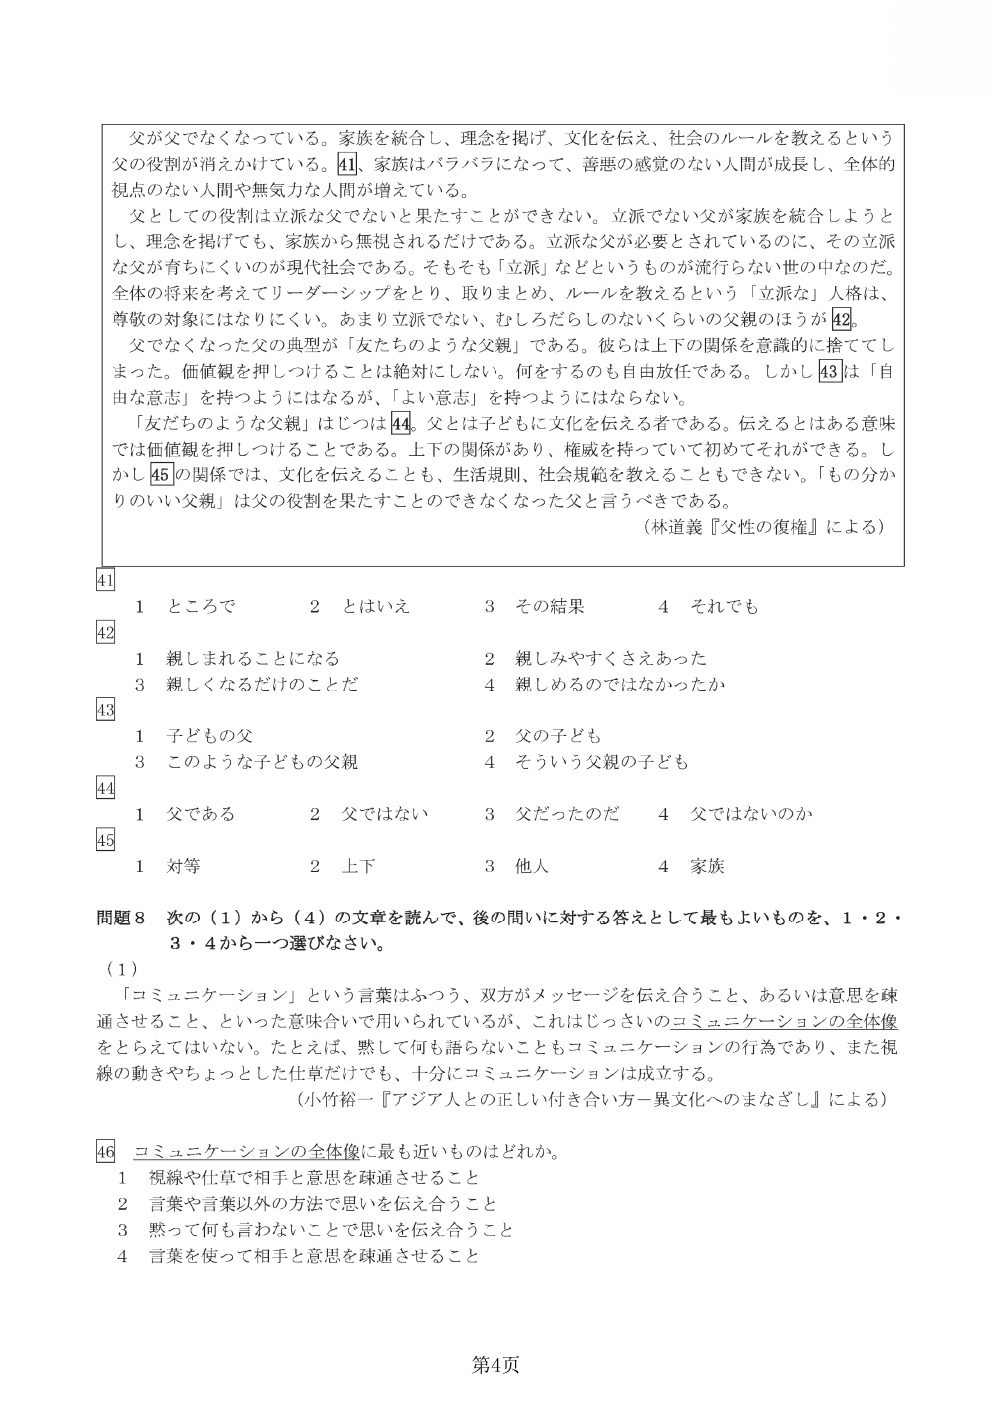 父が父でなくなっている。家族を統合し、理念を掲げ、文化を伝え、社会のルールを教えるという
父の役割が消えかけている。41、家族はバラバラになって、善悪の感覚のない人間が成長し、全体的
視点のない人間や無気力な人間が増えている。
父としての役割は立派な父でないと果たすことができない。立派でない父が家族を統合しようと
し、理念を掲げても、家族から無視されるだけである。立派な父が必要とされているのに、その立派
な父が育ちにくいのが現代社会である。そもそも「立派」などというものが流行らない世の中なのだ。
全体の将来を考えてリーダーシップをとり、取りまとめ、ルールを教えるという「立派な」人格は、
尊敬の対象にはなりにくい。あまり立派でない、むしろだらしのないくらいの父親のほうが 42。
父でなくなった父の典型が「友たちのような父親」である。彼らは上下の関係を意識的に捨ててし
まった。価値観を押しつけることは絶対にしない。何をするのも自由放任である。しかし 43 は「自
由な意志」を持つようにはなるが、「よい意志」を持つようにはならない。
「友だちのような父親」はじつは 44。父とは子どもに文化を伝える者である。伝えるとはある意味
では価値観を押しつけることである。上下の関係があり、権威を持っていて初めてそれができる。し
かし 45 の関係では、文化を伝えることも、生活規則、社会規範を教えることもできない。「もの分か
りのいい父親」は父の役割を果たすことのできなくなった父と言うべきである。
（林道義『父性の復権』による）
41
1 ところで 2 とはいえ 3 その結果 4 それでも
42
1 親しまれることになる 2 親しみやすくさえあった
3 親しくなるだけのことだ 4 親しめるのではなかったか
43
1 子どもの父 2 父の子ども
3 このような子どもの父親 4 そういう父親の子ども
44
1 父である 2 父ではない 3 父だったのだ 4 父ではないのか
45
1 対等 2 上下 3 他人 4 家族
問題８ 次の（１）から（４）の文章を読んで、後の問いに対する答えとして最もよいものを、１・２・
３・４から一つ選びなさい。
（1）
「コミュニケーション」という言葉はふつう、双方がメッセージを伝え合うこと、あるいは意思を疎
通させること、といった意味合いで用いられているが、これはじっさいのコミュニケーションの全体像
をとらえてはいない。たとえば、黙して何も語らないこともコミュニケーションの行為であり、また視
線の動きやちょっとした仕草だけでも、十分にコミュニケーションは成立する。
（小竹裕一『アジア人との正しい付き合い方－異文化へのまなざし』による）
46 コミュニケーションの全体像に最も近いものはどれか。
1 視線や仕草で相手と意思を疎通させること
2 言葉や言葉以外の方法で思いを伝え合うこと
3 黙って何も言わないことで思いを伝え合うこと
4 言葉を使って相手と意思を疎通させること
第4页